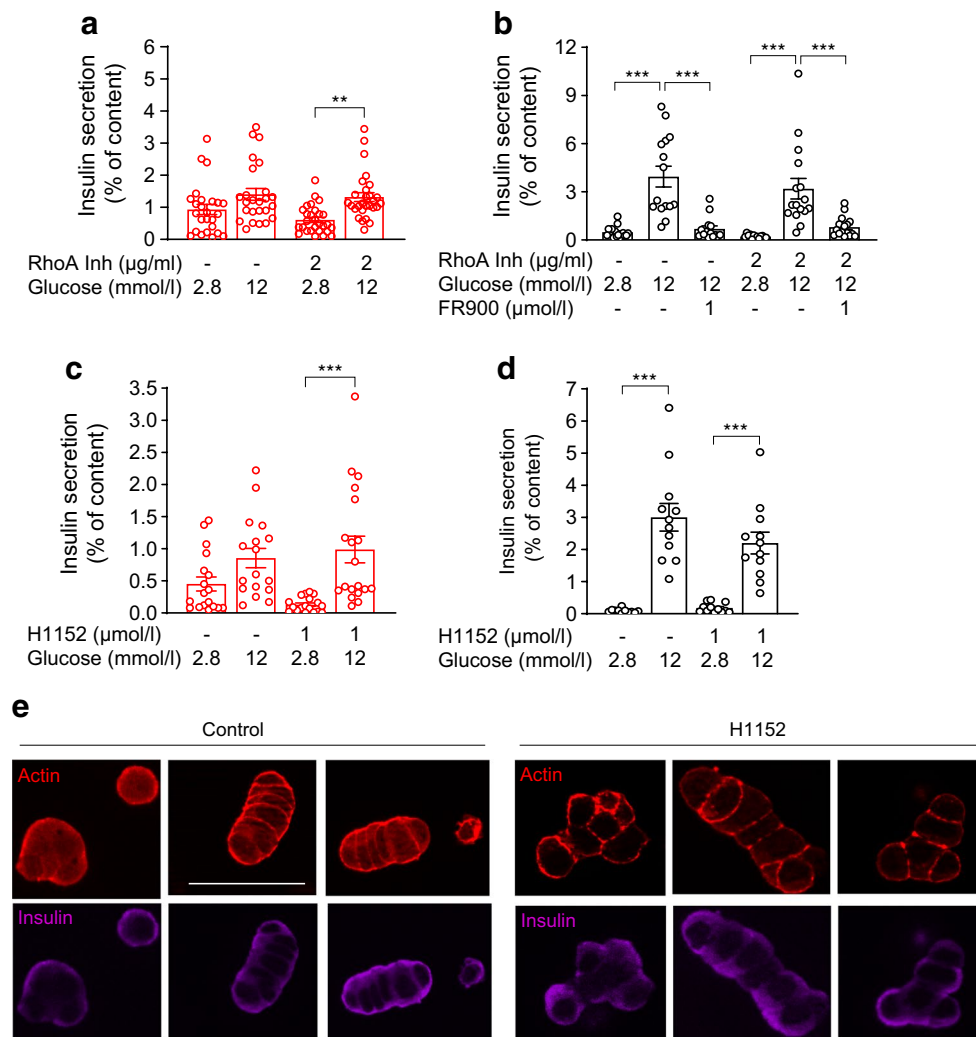 a
Insulin secretion
(% of content)
6
5
4
3
2
1
0
**
RhoA Inh (µg/ml) - - 2 2
Glucose (mmol/l) 2.8 12 2.8 12
b
Insulin secretion
(% of content)
12
9
6
3
0
*** *** *** ***
RhoA Inh (µg/ml) - - - 2 2 2
Glucose (mmol/l) 2.8 12 12 2.8 12 12
FR900 (µmol/l) - - 1 - - 1
c
Insulin secretion
(% of content)
3.5
3.0
2.5
2.0
1.5
1.0
0.5
0.0
***
H1152 (µmol/l) - - 1 1
Glucose (mmol/l) 2.8 12 2.8 12
d
Insulin secretion
(% of content)
7
6
5
4
3
2
1
0
*** ***
H1152 (µmol/l) - - 1 1
Glucose (mmol/l) 2.8 12 2.8 12
e
Control H1152
Actin Actin
Insulin Insulin